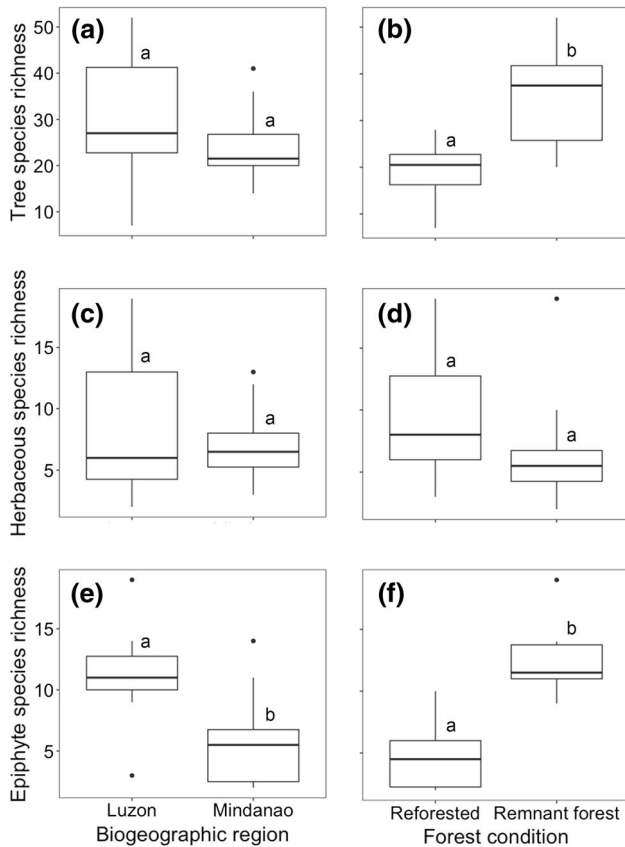 (a)
(b)
Tree species richness
50
40
30
20
10
a
a
a
b
(c)
(d)
Herbaceous species richness
15
10
5
a
a
a
a
(e)
(f)
Epiphyte species richness
15
10
5
a
b
a
b
Luzon Mindanao
Reforested Remnant forest
Biogeographic region
Forest condition